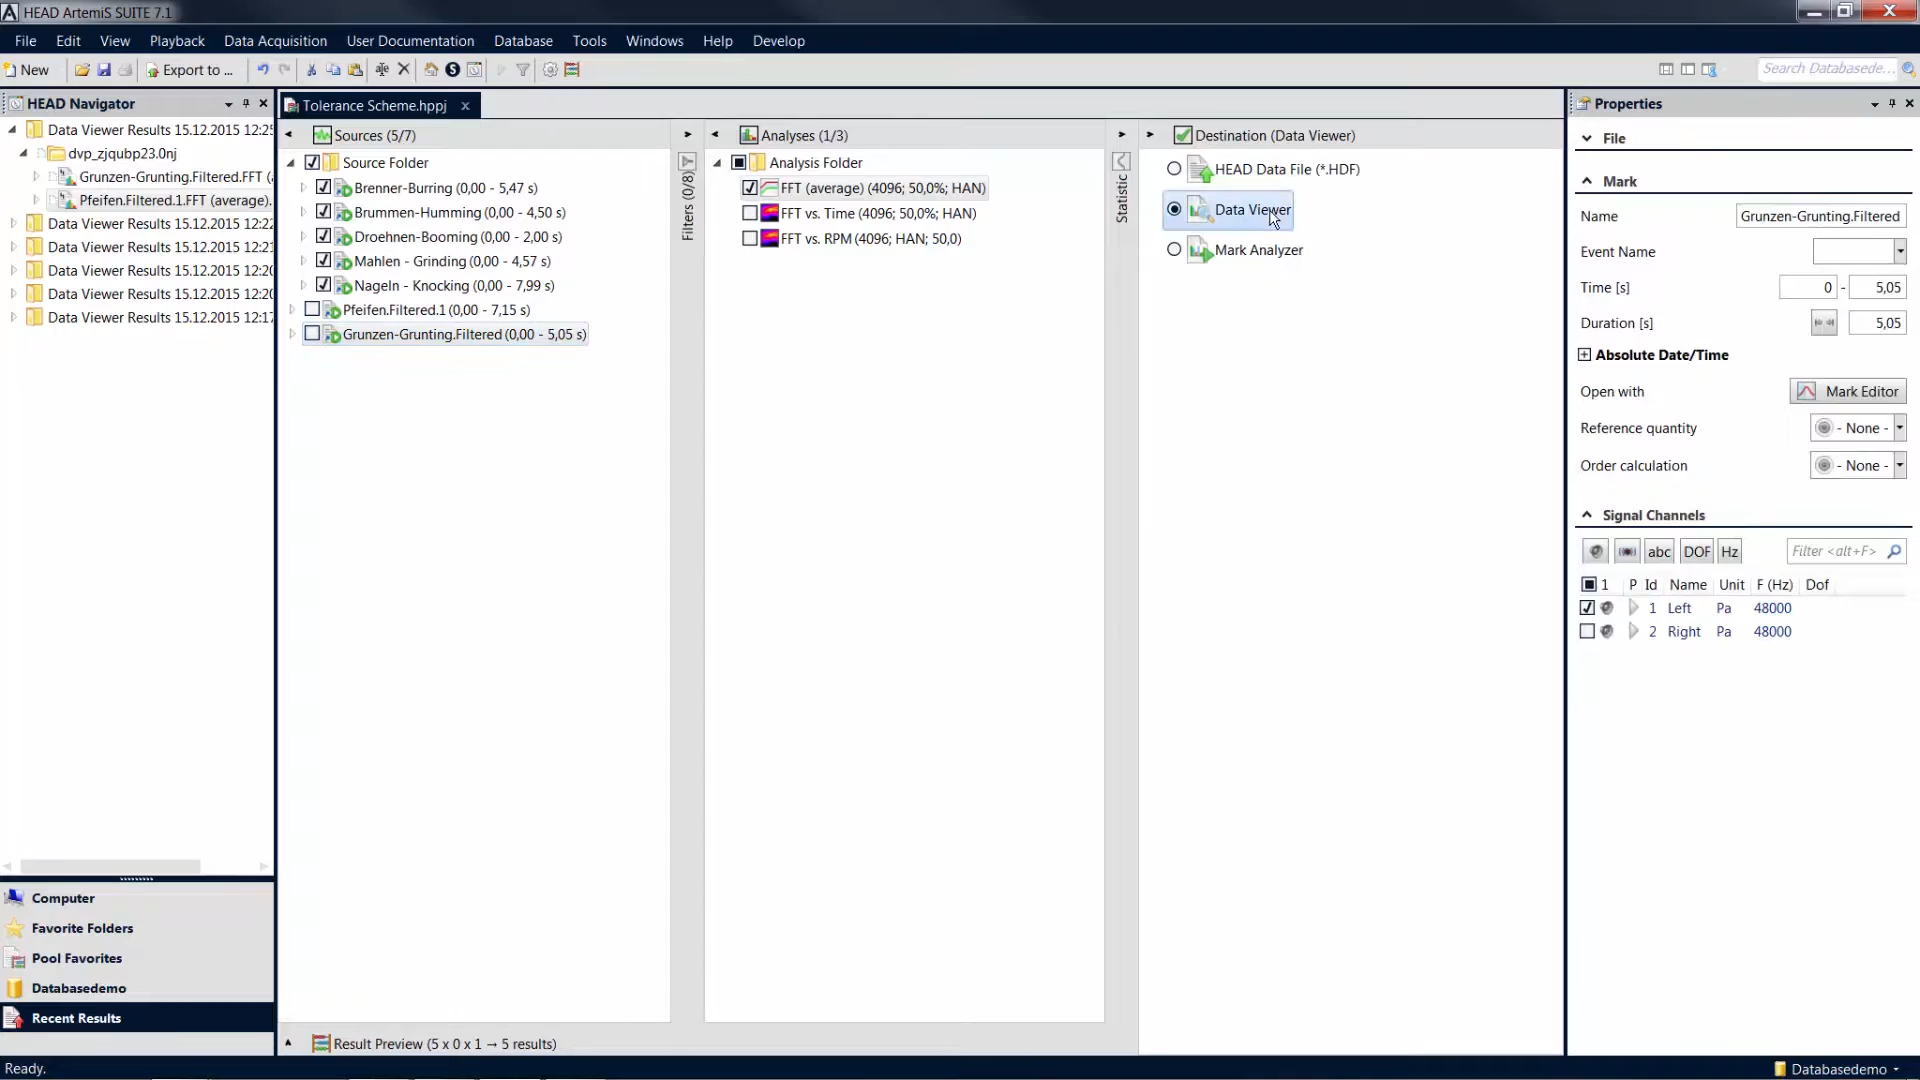 HEAD ArtemiS SUITE 7.1
File Edit View Playback Data Acquisition User Documentation Database Tools Windows Help Develop
New Export to ... Search Databasede...
HEAD Navigator
Data Viewer Results 15.12.2015 12:25
dvp_zjqubp23.0nj
Grunzen-Grunting.Filtered.FFT (a
Pfeifen.Filtered.1.FFT (average).
Data Viewer Results 15.12.2015 12:22
Data Viewer Results 15.12.2015 12:21
Data Viewer Results 15.12.2015 12:20
Data Viewer Results 15.12.2015 12:20
Data Viewer Results 15.12.2015 12:17
Computer
Favorite Folders
Pool Favorites
Databasedemo
Recent Results
Tolerance Scheme.hppj
Sources (5/7)
Source Folder
Brenner-Burring (0,00 - 5,47 s)
Brummen-Humming (0,00 - 4,50 s)
Droehnen-Booming (0,00 - 2,00 s)
Mahlen - Grinding (0,00 - 4,57 s)
Nageln - Knocking (0,00 - 7,99 s)
Pfeifen.Filtered.1 (0,00 - 7,15 s)
Grunzen-Grunting.Filtered (0,00 - 5,05 s)
Filters (0/8)
Analyses (1/3)
Analysis Folder
FFT (average) (4096; 50,0%; HAN)
FFT vs. Time (4096; 50,0%; HAN)
FFT vs. RPM (4096; HAN; 50,0)
Statistic
Destination (Data Viewer)
HEAD Data File (*.HDF)
Data Viewer
Mark Analyzer
Result Preview (5 x 0 x 1 → 5 results)
Properties
File
Mark
Name Grunzen-Grunting.Filtered
Event Name
Time [s] 0 - 5,05
Duration [s] 5,05
Absolute Date/Time
Open with Mark Editor
Reference quantity - None -
Order calculation - None -
Signal Channels
abc DOF Hz Filter <alt+F>
1 P Id Name Unit F (Hz) Dof
1 Left Pa 48000
2 Right Pa 48000
Ready. Databasedemo